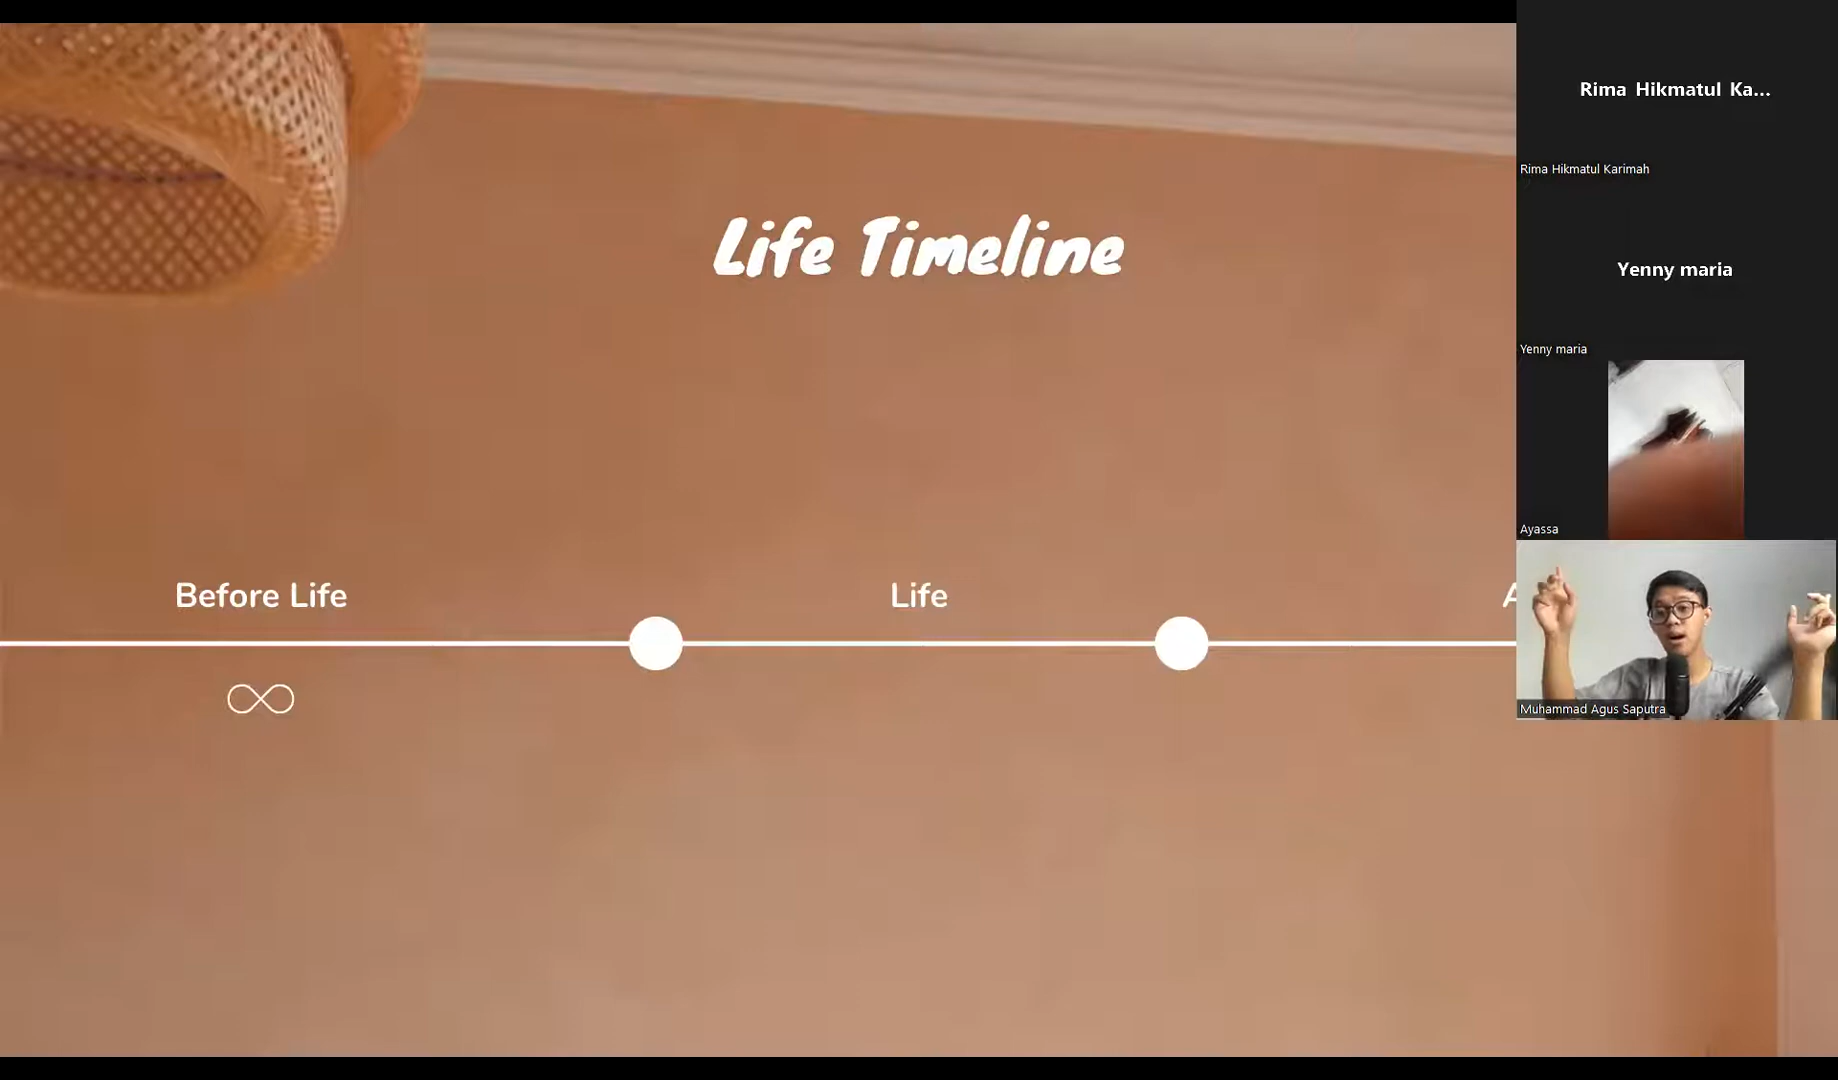 Life Timeline
Before Life
Life
A
∞
Rima Hikmatul Ka...
Rima Hikmatul Karimah
Yenny maria
Yenny maria
Ayassa
Muhammad Agus Saputra